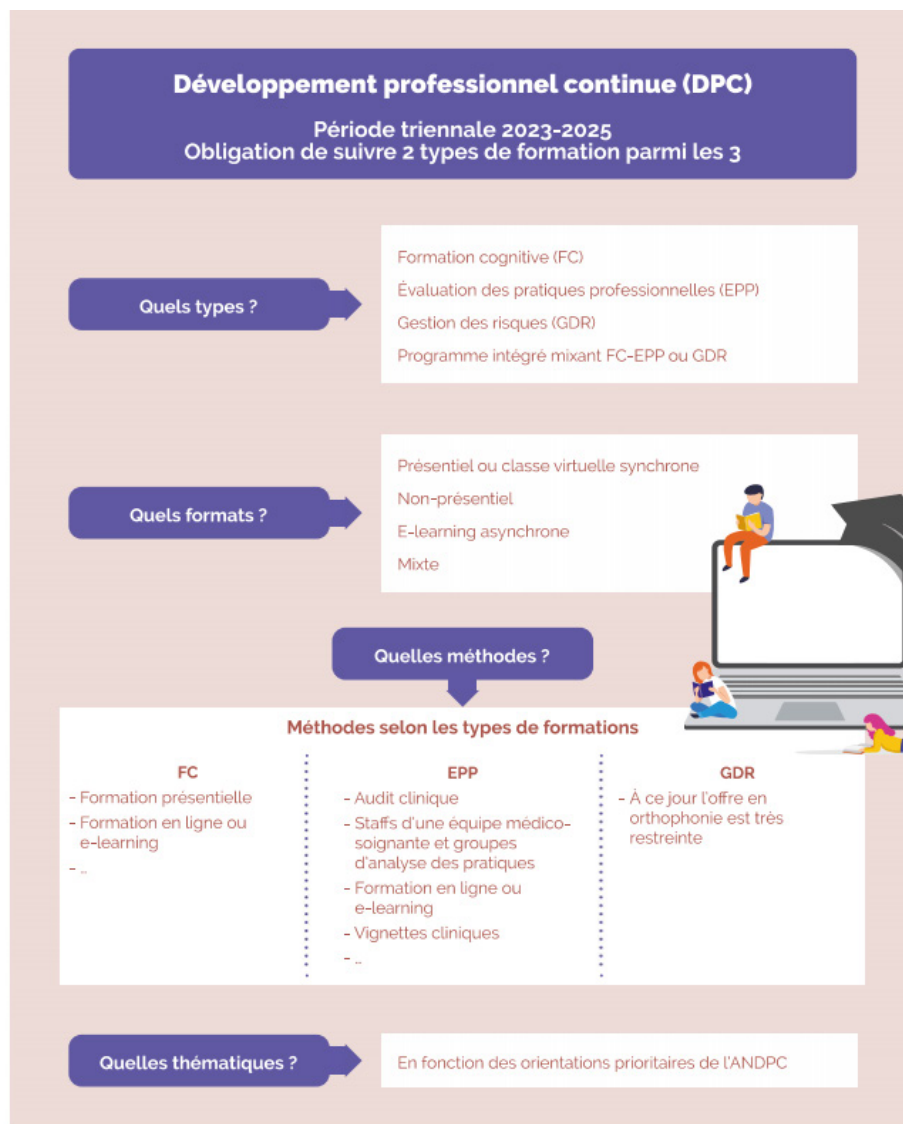 Développement professionnel continue (DPC)
Période triennale 2023-2025
Obligation de suivre 2 types de formation parmi les 3
Quels types ?
Formation cognitive (FC)
Évaluation des pratiques professionnelles (EPP)
Gestion des risques (GDR)
Programme intégré mixant FC-EPP ou GDR
Quels formats ?
Présentiel ou classe virtuelle synchrone
Non-présentiel
E-learning asynchrone
Mixte
Quelles méthodes ?
Méthodes selon les types de formations
FC
- Formation présentielle
- Formation en ligne ou
e-learning
- ..
EPP
- Audit clinique
- Staffs d'une équipe médico-
soignante et groupes
d'analyse des pratiques
- Formation en ligne ou
e-learning
- Vignettes cliniques
- ..
GDR
- À ce jour l'offre en
orthophonie est très
restreinte
Quelles thématiques ?
En fonction des orientations prioritaires de l'ANDPC